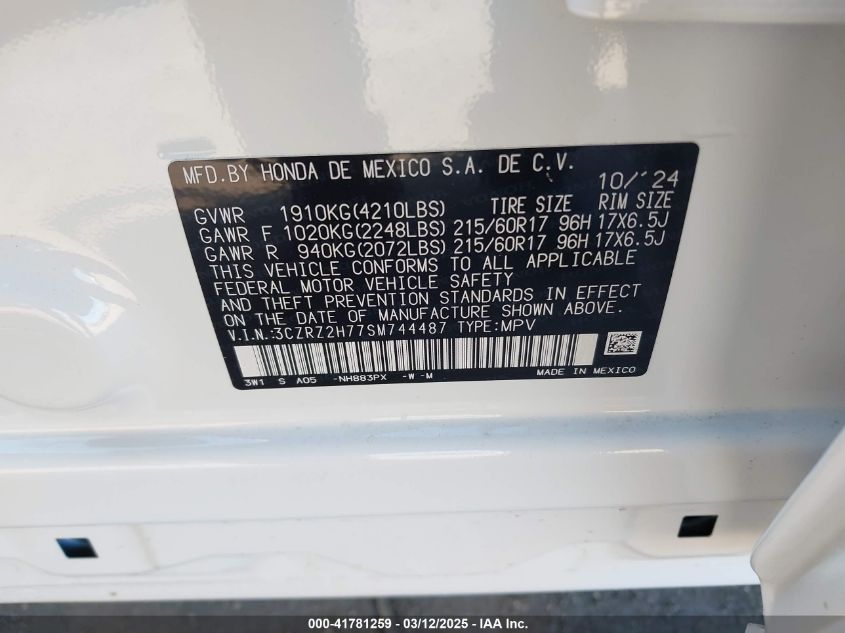 MFD.BY HONDA DE MEXICO S.A. DE C.V.
10/'24
GVWR 1910KG(4210LBS) TIRE SIZE RIM SIZE
GAWR F 1020KG(2248LBS) 215/60R17 96H 17X6.5J
GAWR R 940KG(2072LBS) 215/60R17 96H 17X6.5J
THIS VEHICLE CONFORMS TO ALL APPLICABLE
FEDERAL MOTOR VEHICLE SAFETY
AND THEFT PREVENTION STANDARDS IN EFFECT
ON THE DATE OF MANUFACTURE SHOWN ABOVE.
V.I.N.:3CZRZ2H77SM744487 TYPE:MPV
3W1 S A05 -NH883PX -W -M MADE IN MEXICO
000-41781259 - 03/12/2025 - © IAA, Inc.